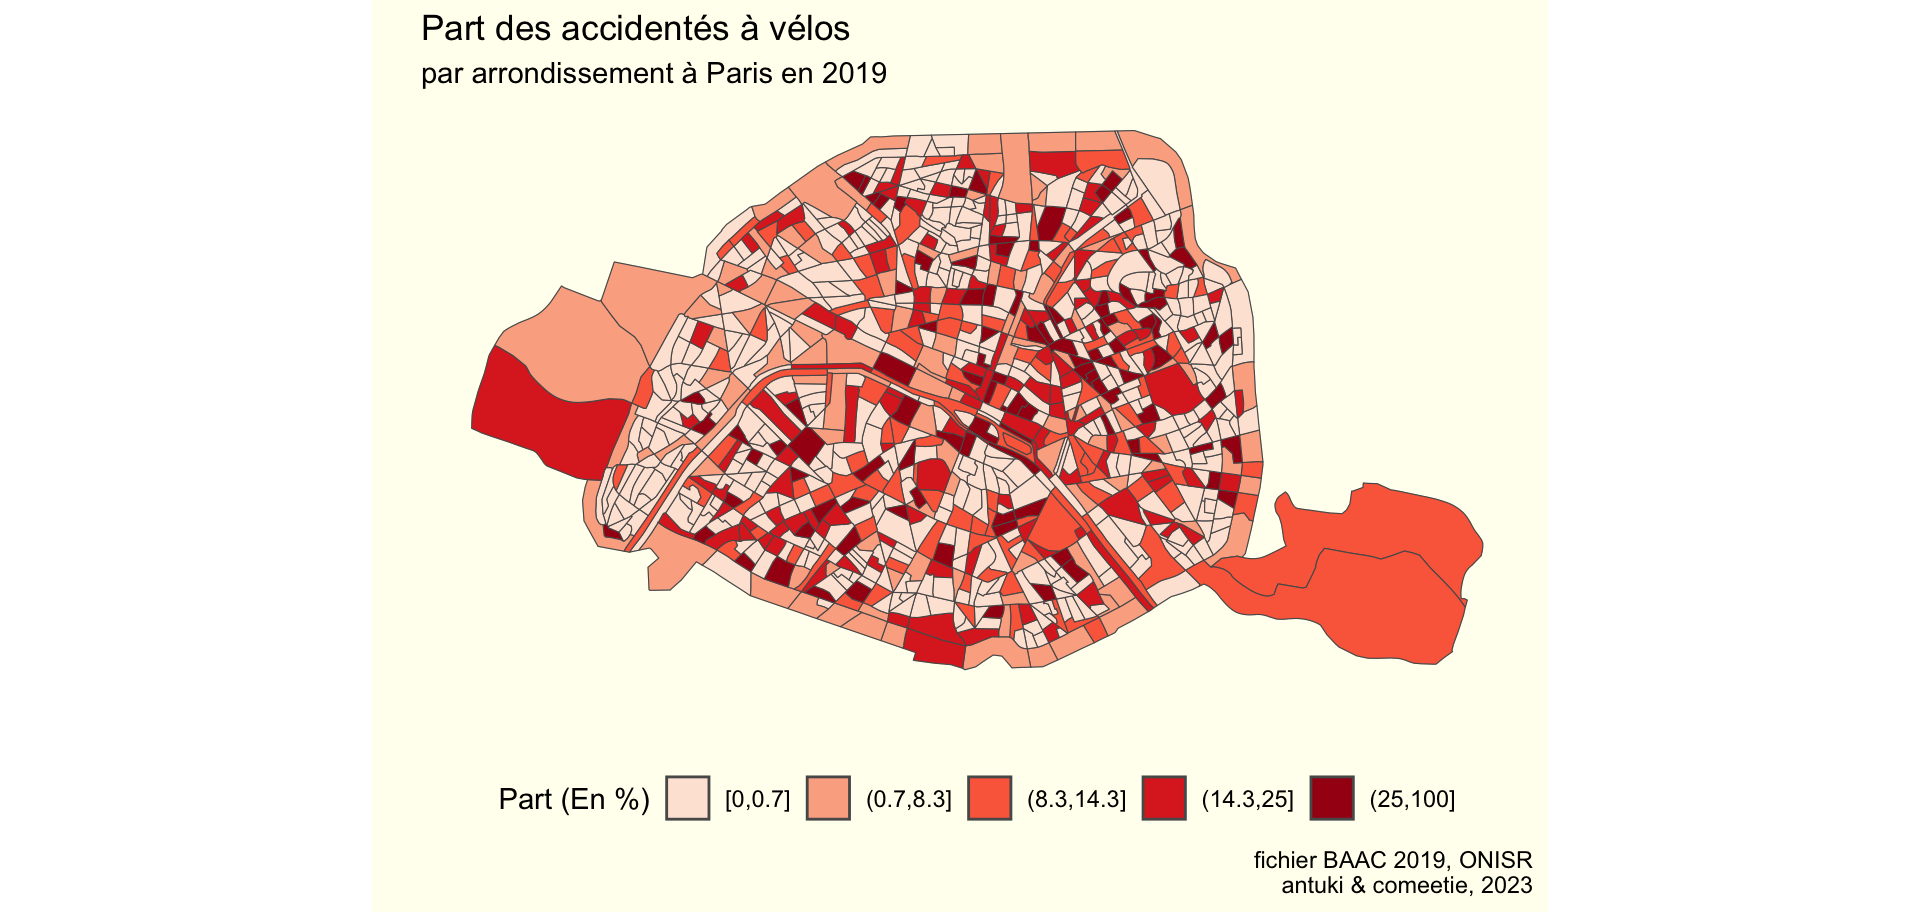 Part des accidentés à vélos
par arrondissement à Paris en 2019
Part (En %) [0,0.7] (0.7,8.3] (8.3,14.3] (14.3,25] (25,100]
fichier BAAC 2019, ONISR
antuki & comeetie, 2023